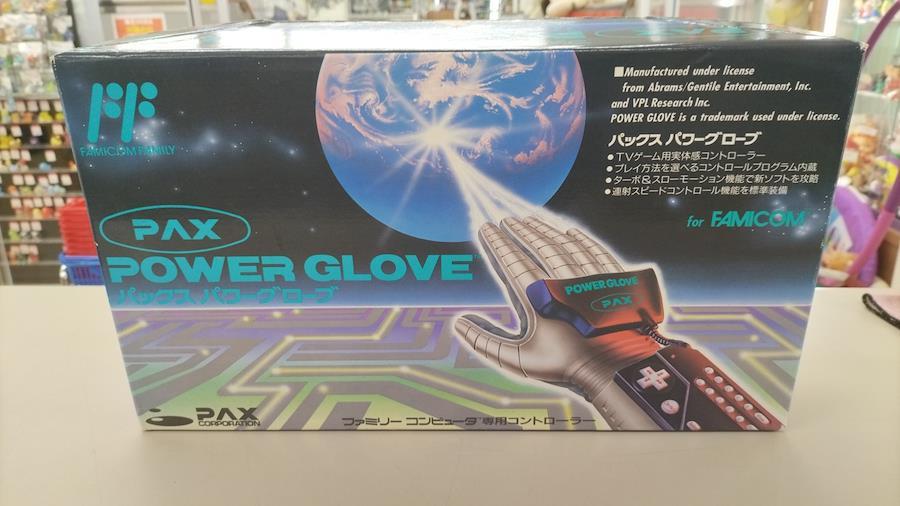 FF
FAMICOM FAMILY
■Manufactured under license
from Abrams/Gentile Entertainment, Inc.
and VPL Research Inc.
POWER GLOVE is a trademark used under license.
パックス パワーグローブ
●TVゲーム用実体感コントローラー
●プレイ方法を選べるコントロールプログラム内蔵
●ターボ&スローモーション機能で新ソフトを攻略
●連射スピードコントロール機能を標準装備
for FAMICOM
PAX
POWER GLOVE™
パックス パワーグローブ
POWER GLOVE
PAX
PAX
CORPORATION
ファミリー コンピュータ専用コントローラー